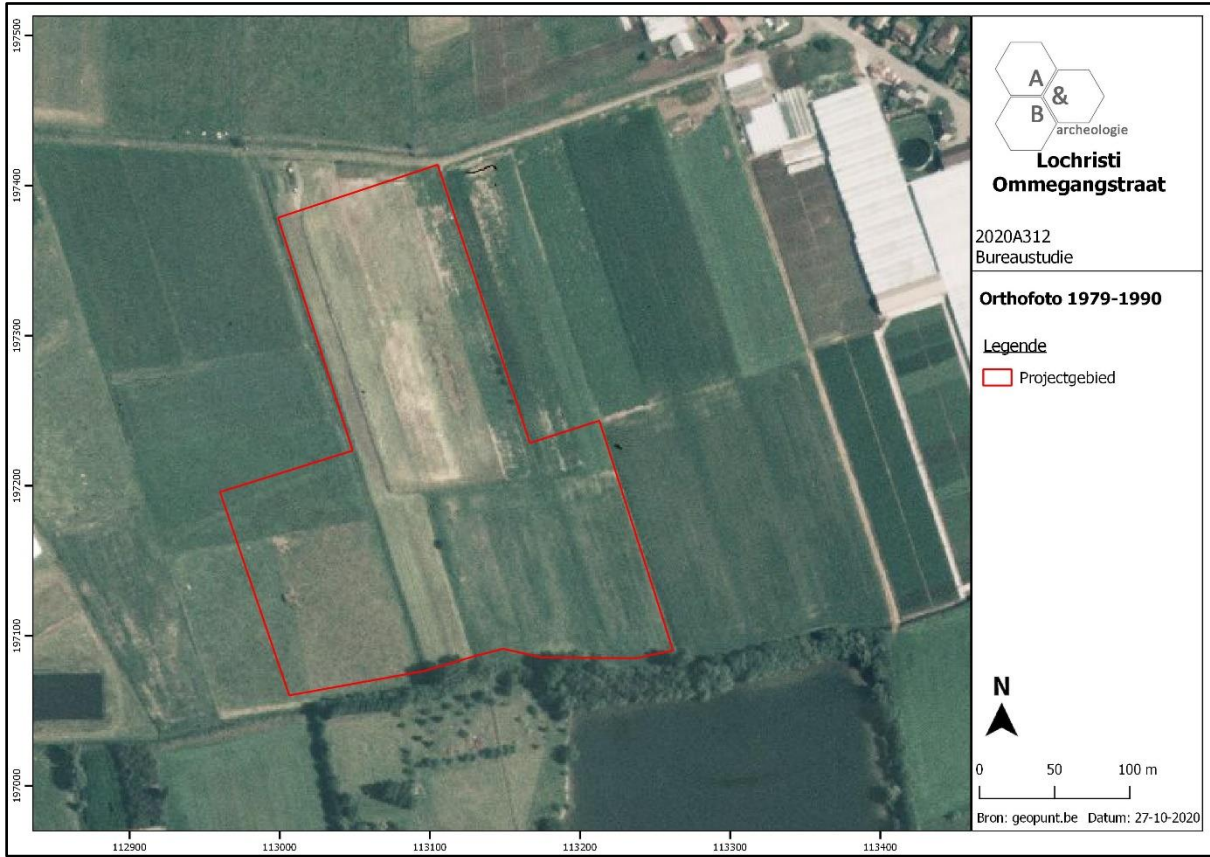 197500
197400
197300
197200
197100
197000
112900
113000
113100
113200
113300
113400
A
&
B
archeologie
Lochristi
Ommegangstraat
2020A312
Bureaustudie
Orthofoto 1979-1990
Legende
Projectgebied
N
0 50 100 m
Bron: geopunt.be Datum: 27-10-2020